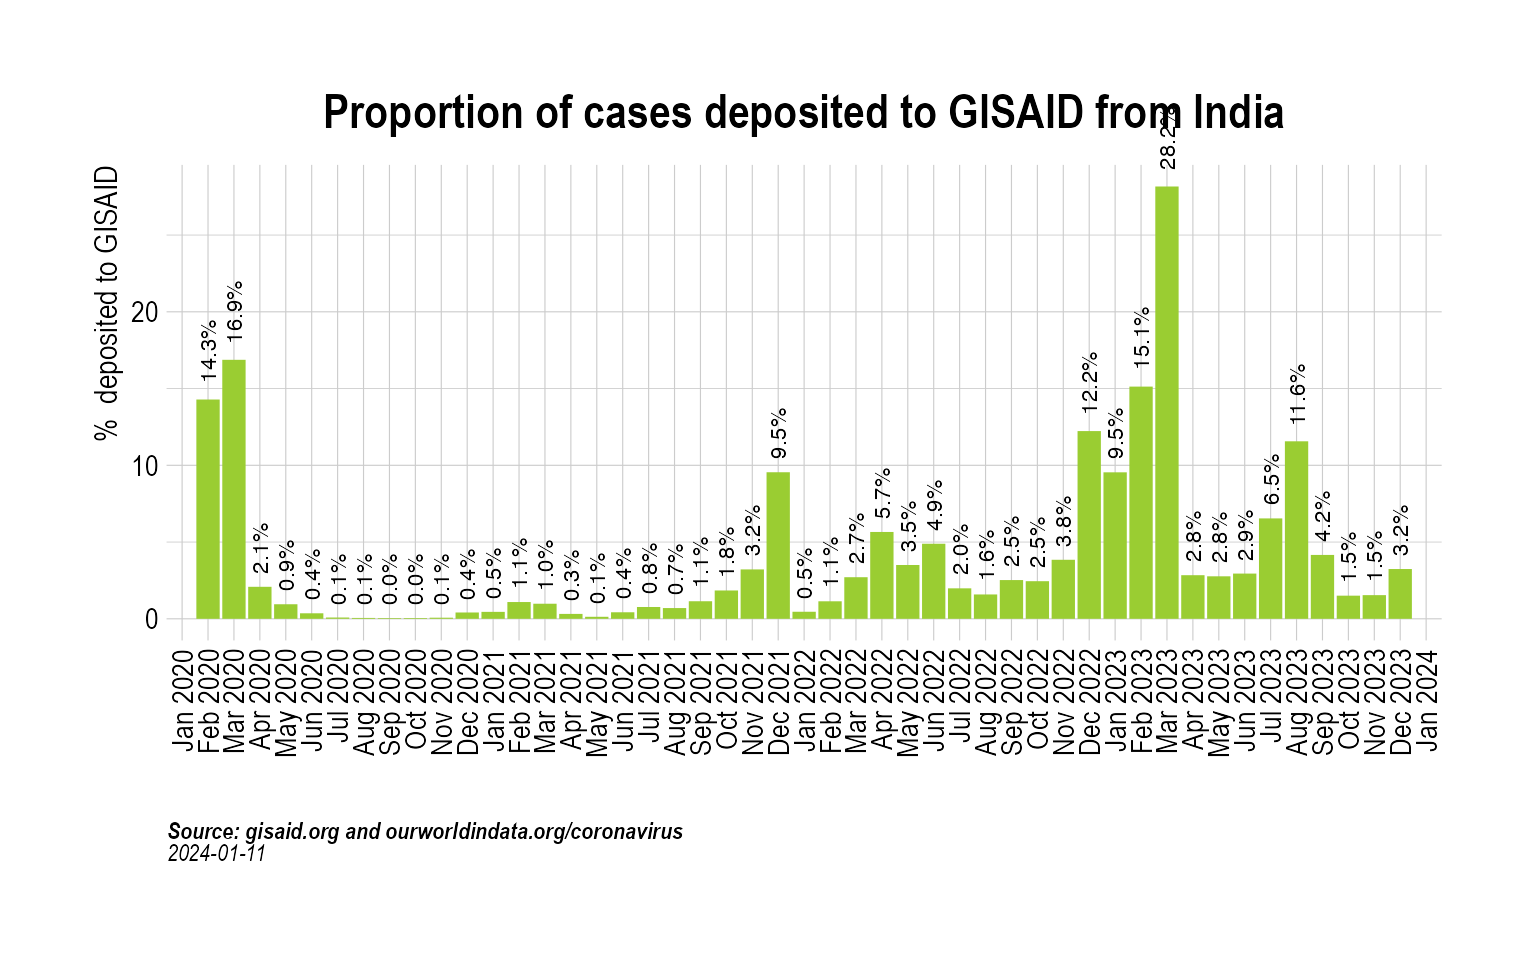 Proportion of cases deposited to GISAID from India
% deposited to GISAID
20
10
0
14.3%
16.9%
2.1%
0.9%
0.4%
0.1%
0.1%
0.0%
0.0%
0.1%
0.4%
0.5%
1.1%
1.0%
0.3%
0.1%
0.4%
0.8%
0.7%
1.1%
1.8%
3.2%
9.5%
0.5%
1.1%
2.7%
5.7%
3.5%
4.9%
2.0%
1.6%
2.5%
2.5%
3.8%
12.2%
9.5%
15.1%
28.2%
2.8%
2.8%
2.9%
6.5%
11.6%
4.2%
1.5%
1.5%
3.2%
Jan 2020
Feb 2020
Mar 2020
Apr 2020
May 2020
Jun 2020
Jul 2020
Aug 2020
Sep 2020
Oct 2020
Nov 2020
Dec 2020
Jan 2021
Feb 2021
Mar 2021
Apr 2021
May 2021
Jun 2021
Jul 2021
Aug 2021
Sep 2021
Oct 2021
Nov 2021
Dec 2021
Jan 2022
Feb 2022
Mar 2022
Apr 2022
May 2022
Jun 2022
Jul 2022
Aug 2022
Sep 2022
Oct 2022
Nov 2022
Dec 2022
Jan 2023
Feb 2023
Mar 2023
Apr 2023
May 2023
Jun 2023
Jul 2023
Aug 2023
Sep 2023
Oct 2023
Nov 2023
Dec 2023
Jan 2024
Source: gisaid.org and ourworldindata.org/coronavirus
2024-01-11